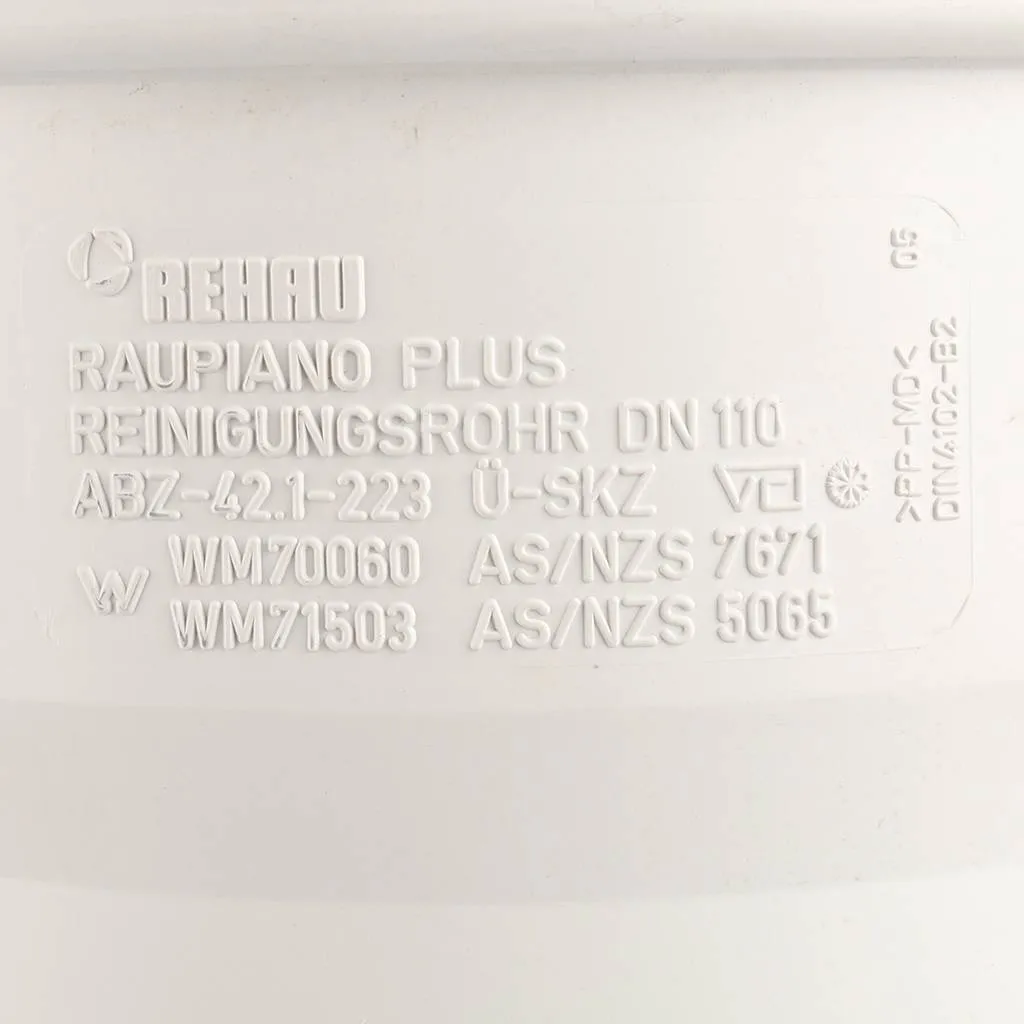 REHAU
RAUPIANO PLUS
REINIGUNGSROHR DN 110
ABZ-42.1-223 Ü-SKZ
WM70060 AS/NZS 7671
W
WM71503 AS/NZS 5065
05
>PP-MD<
DIN4102-B2